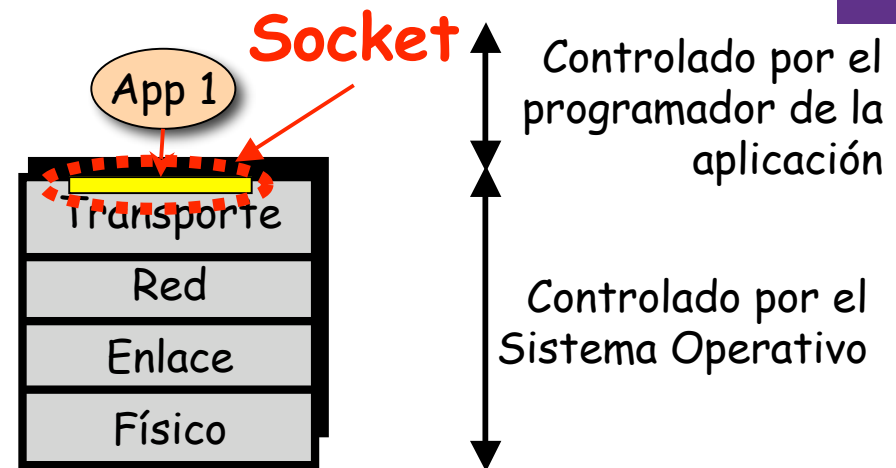 Socket
App 1
Controlado por el
programador de la
aplicación
Transporte
Red
Enlace
Físico
Controlado por el
Sistema Operativo